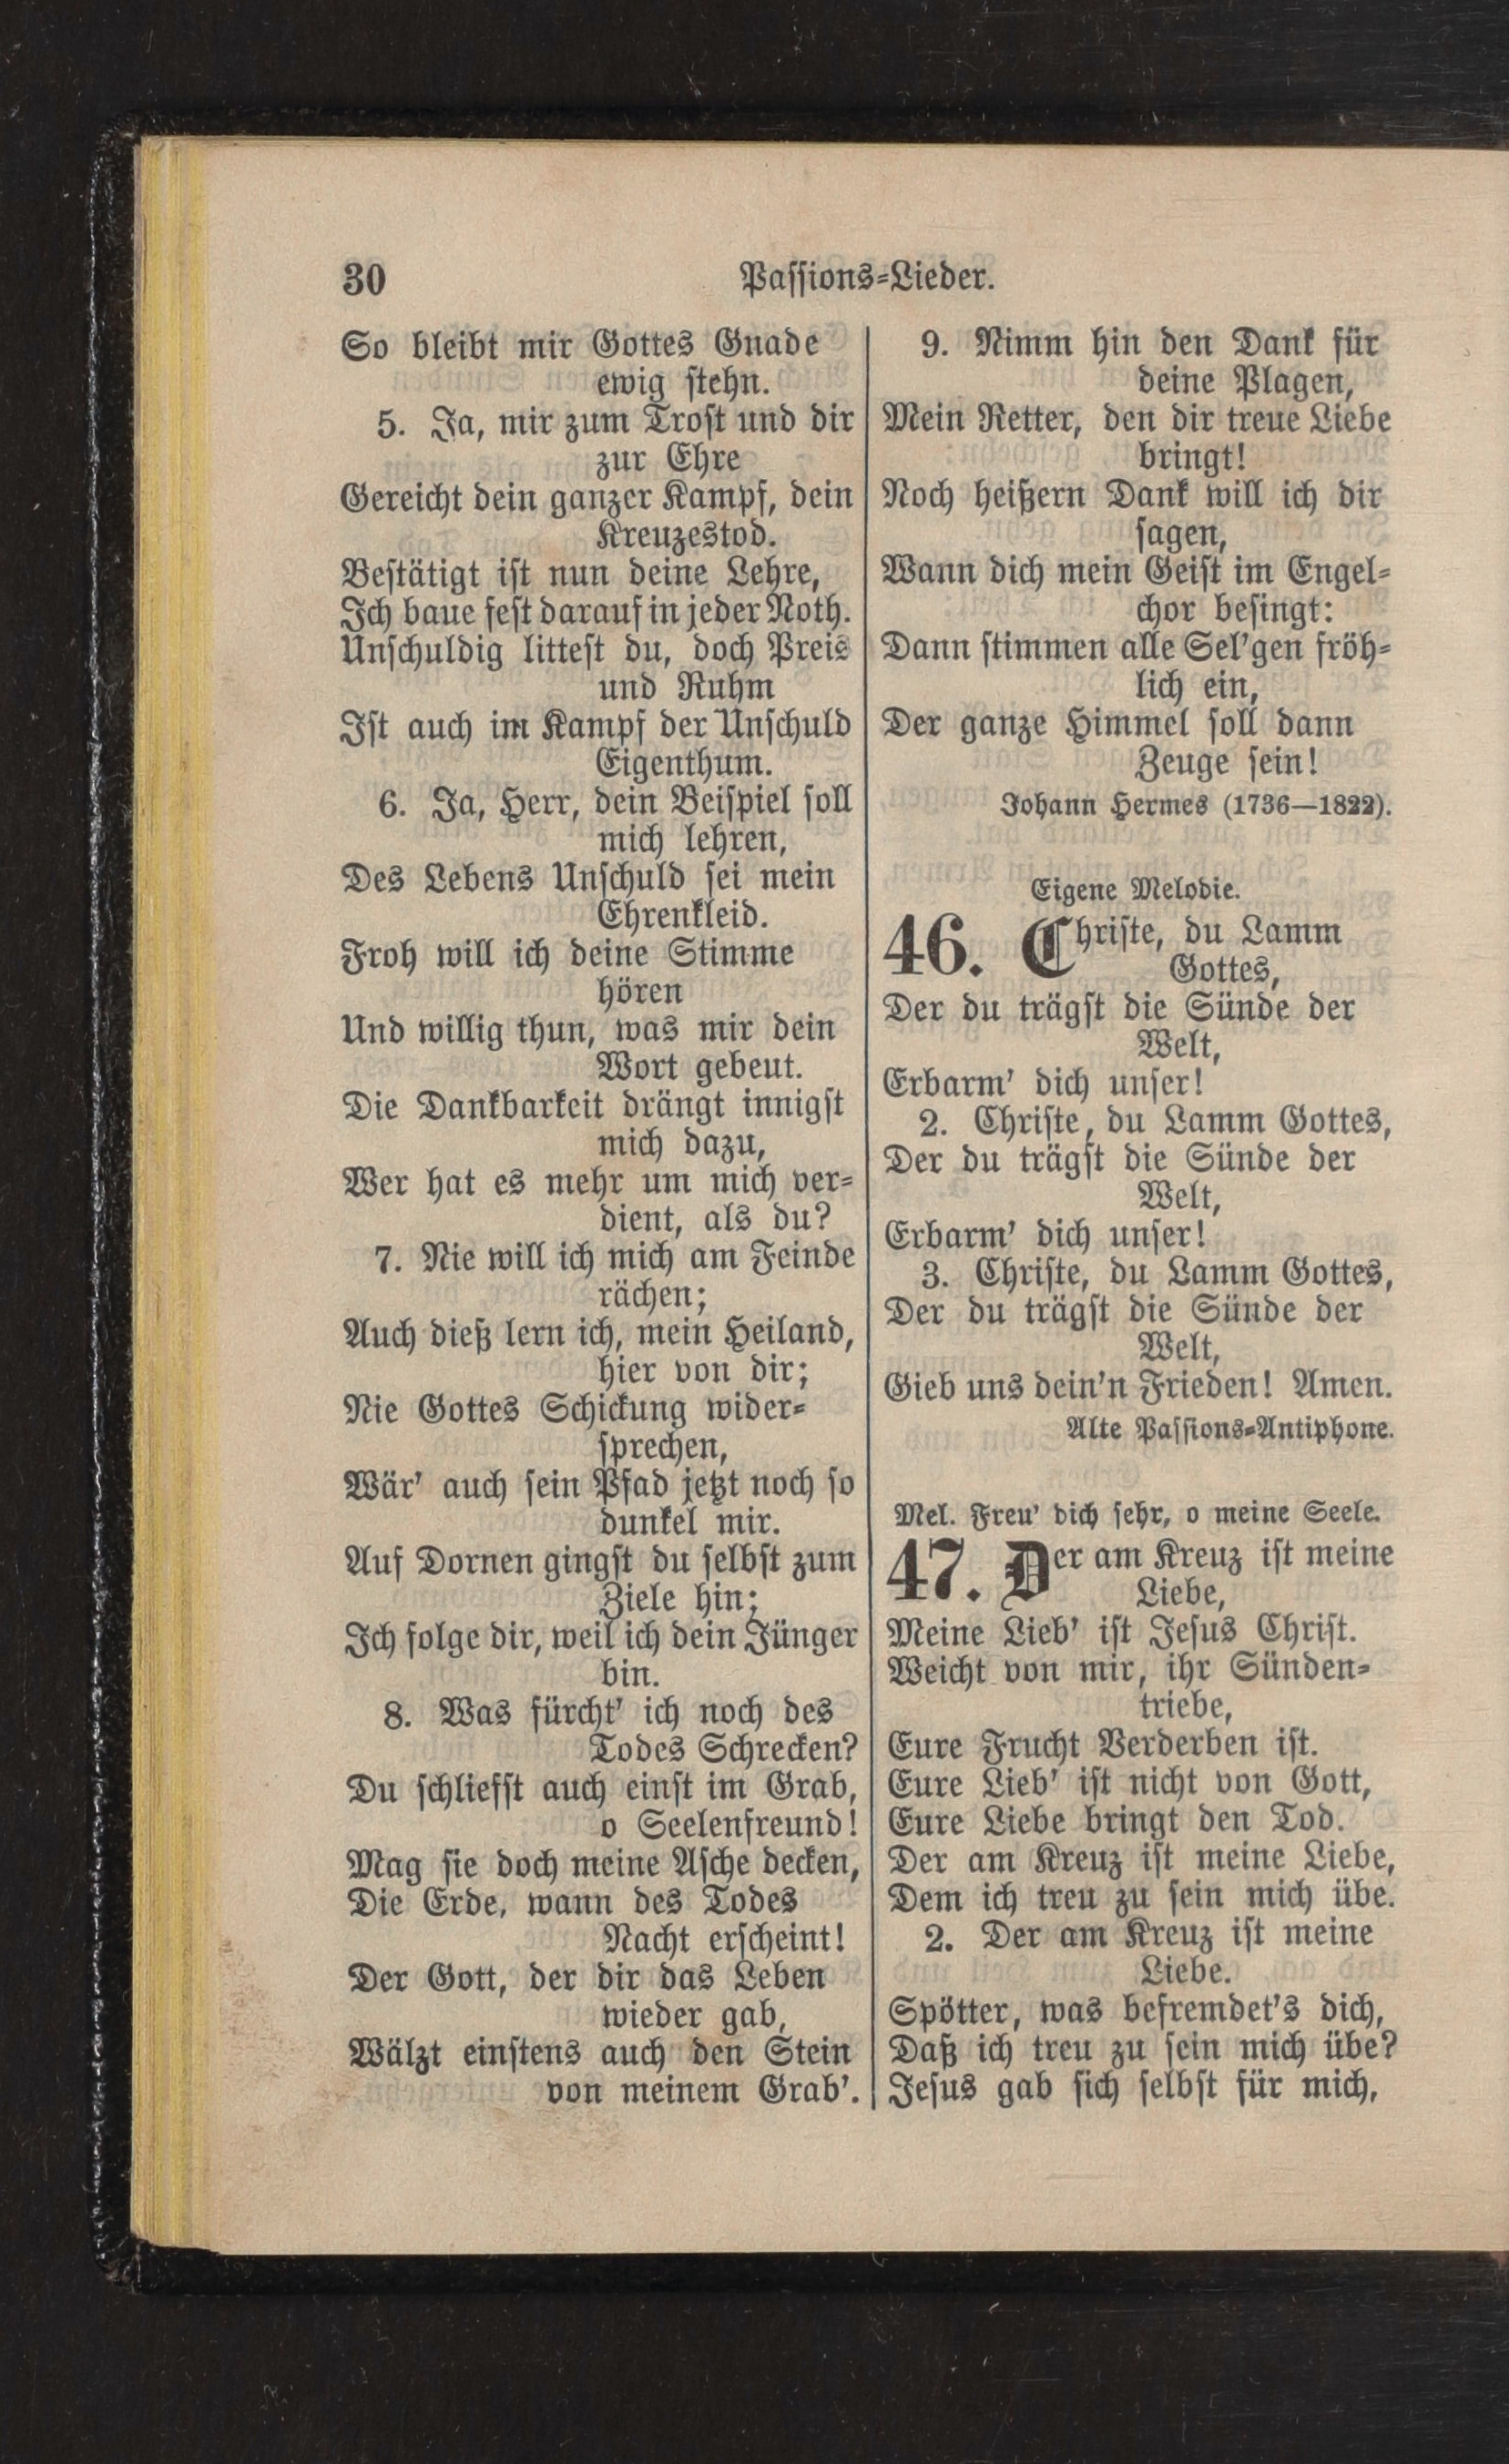 30
Passions-Lieder.
So bleibt mir Gottes Gnade
ewig stehn.
5. Ja, mir zum Trost und dir
zur Ehre
Gereicht dein ganzer Kampf, dein
Kreuzestod.
Bestätigt ist nun deine Lehre,
Ich baue fest darauf in jeder Noth.
Unschuldig littest du, doch Preis
und Ruhm
Ist auch im Kampf der Unschuld
Eigenthum.
6. Ja, Herr, dein Beispiel soll
mich lehren,
Des Lebens Unschuld sei mein
Ehrenkleid.
Froh will ich deine Stimme
hören
Und willig thun, was mir dein
Wort gebeut.
Die Dankbarkeit drängt innigst
mich dazu,
Wer hat es mehr um mich ver-
dient, als du?
7. Nie will ich mich am Feinde
rächen;
Auch dieß lern ich, mein Heiland,
hier von dir;
Nie Gottes Schickung wider-
sprechen,
Wär' auch sein Pfad jetzt noch so
dunkel mir.
Auf Dornen gingst du selbst zum
Ziele hin;
Ich folge dir, weil ich dein Jünger
bin.
8. Was fürcht' ich noch des
Todes Schrecken?
Du schliefst auch einst im Grab,
o Seelenfreund!
Mag sie doch meine Asche decken,
Die Erde, wann des Todes
Nacht erscheint!
Der Gott, der dir das Leben
wieder gab,
Wälzt einstens auch den Stein
von meinem Grab'.
9. Nimm hin den Dank für
deine Plagen,
Mein Retter, den dir treue Liebe
bringt!
Noch heißern Dank will ich dir
sagen,
Wann dich mein Geist im Engel-
chor besingt:
Dann stimmen alle Sel'gen fröh-
lich ein,
Der ganze Himmel soll dann
Zeuge sein!
Johann Hermes (1736—1822).
Eigene Melodie.
46. Christe, du Lamm
Gottes,
Der du trägst die Sünde der
Welt,
Erbarm' dich unser!
2. Christe, du Lamm Gottes,
Der du trägst die Sünde der
Welt,
Erbarm' dich unser!
3. Christe, du Lamm Gottes,
Der du trägst die Sünde der
Welt,
Gieb uns dein'n Frieden! Amen.
Alte Passions-Antiphone.
Mel. Freu' dich sehr, o meine Seele.
47. Der am Kreuz ist meine
Liebe,
Meine Lieb' ist Jesus Christ.
Weicht von mir, ihr Sünden-
triebe,
Eure Frucht Verderben ist.
Eure Lieb' ist nicht von Gott,
Eure Liebe bringt den Tod.
Der am Kreuz ist meine Liebe,
Dem ich treu zu sein mich übe.
2. Der am Kreuz ist meine
Liebe.
Spötter, was befremdet's dich,
Daß ich treu zu sein mich übe?
Jesus gab sich selbst für mich,